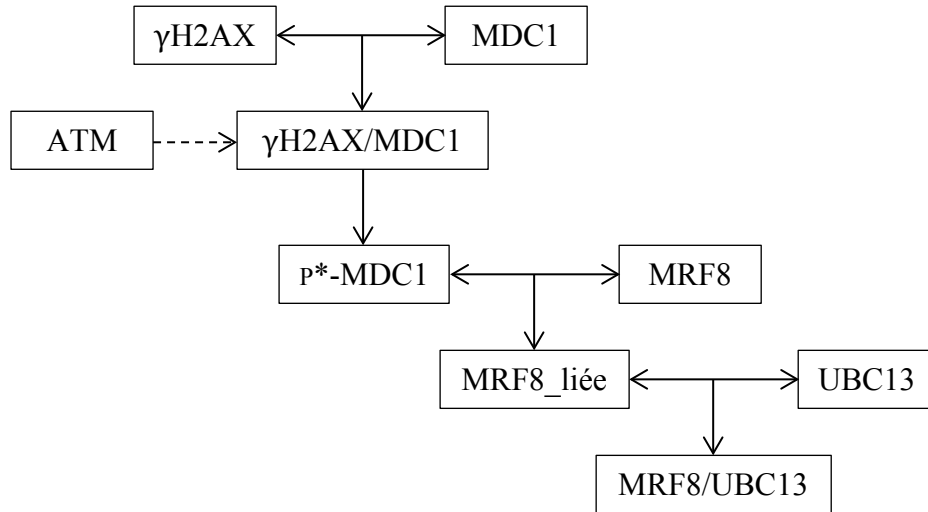 γH2AX
MDC1
ATM
γH2AX/MDC1
P*-MDC1
MRF8
MRF8_liée
UBC13
MRF8/UBC13